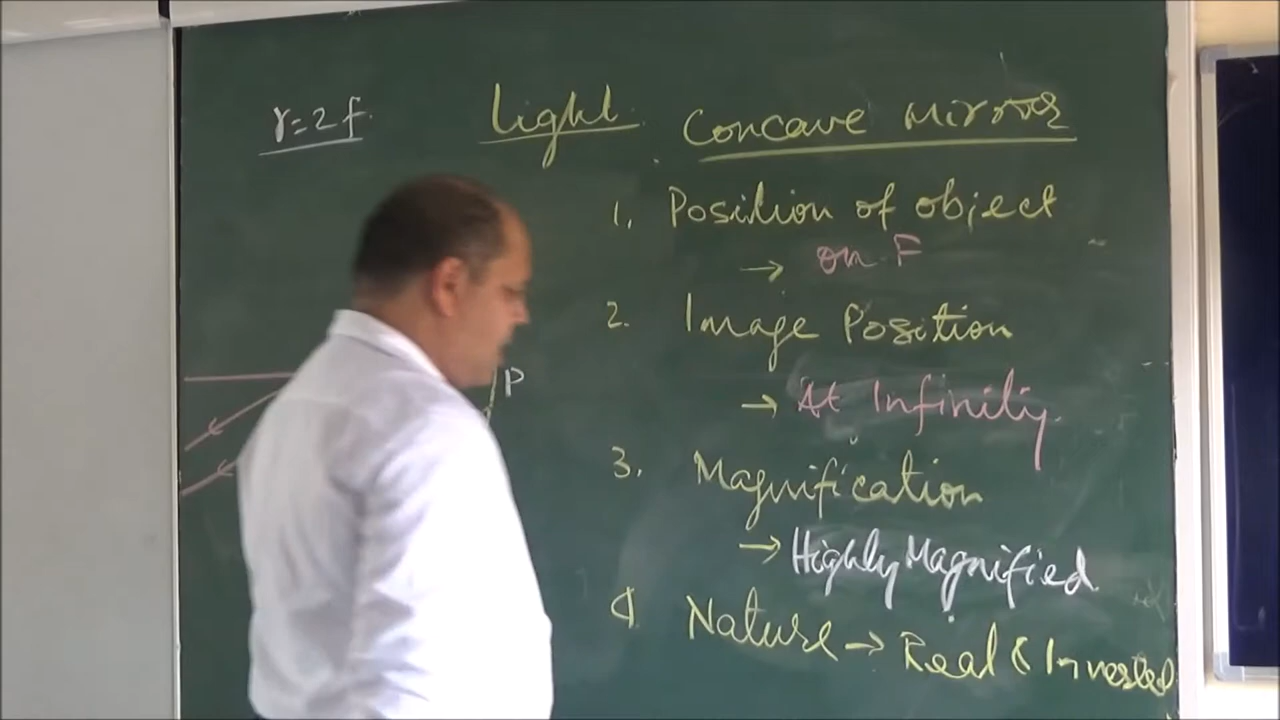 r=2f.
Light Concave Mirror
1. Position of object
→ on F
2. Image Position
→ At Infinity
3. Magnification
→ Highly Magnified
4 Nature → Real & Inverted
P